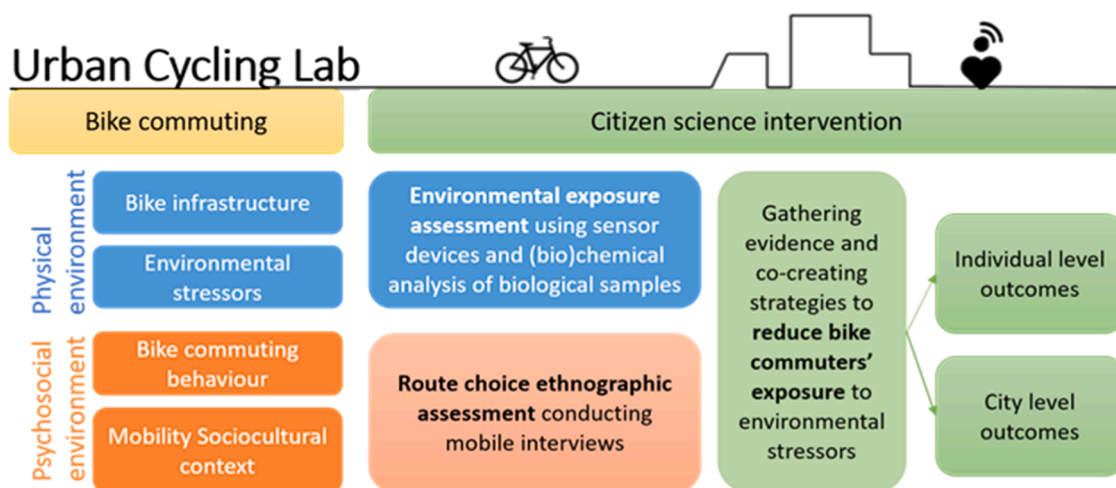 Urban Cycling Lab
Bike commuting
Citizen science intervention
Physical
environment
Bike infrastructure
Environmental
stressors
Psychosocial
environment
Bike commuting
behaviour
Mobility Sociocultural
context
Environmental exposure
assessment using sensor
devices and (bio)chemical
analysis of biological samples
Route choice ethnographic
assessment conducting
mobile interviews
Gathering
evidence and
co-creating
strategies to
reduce bike
commuters’
exposure to
environmental
stressors
Individual level
outcomes
City level
outcomes